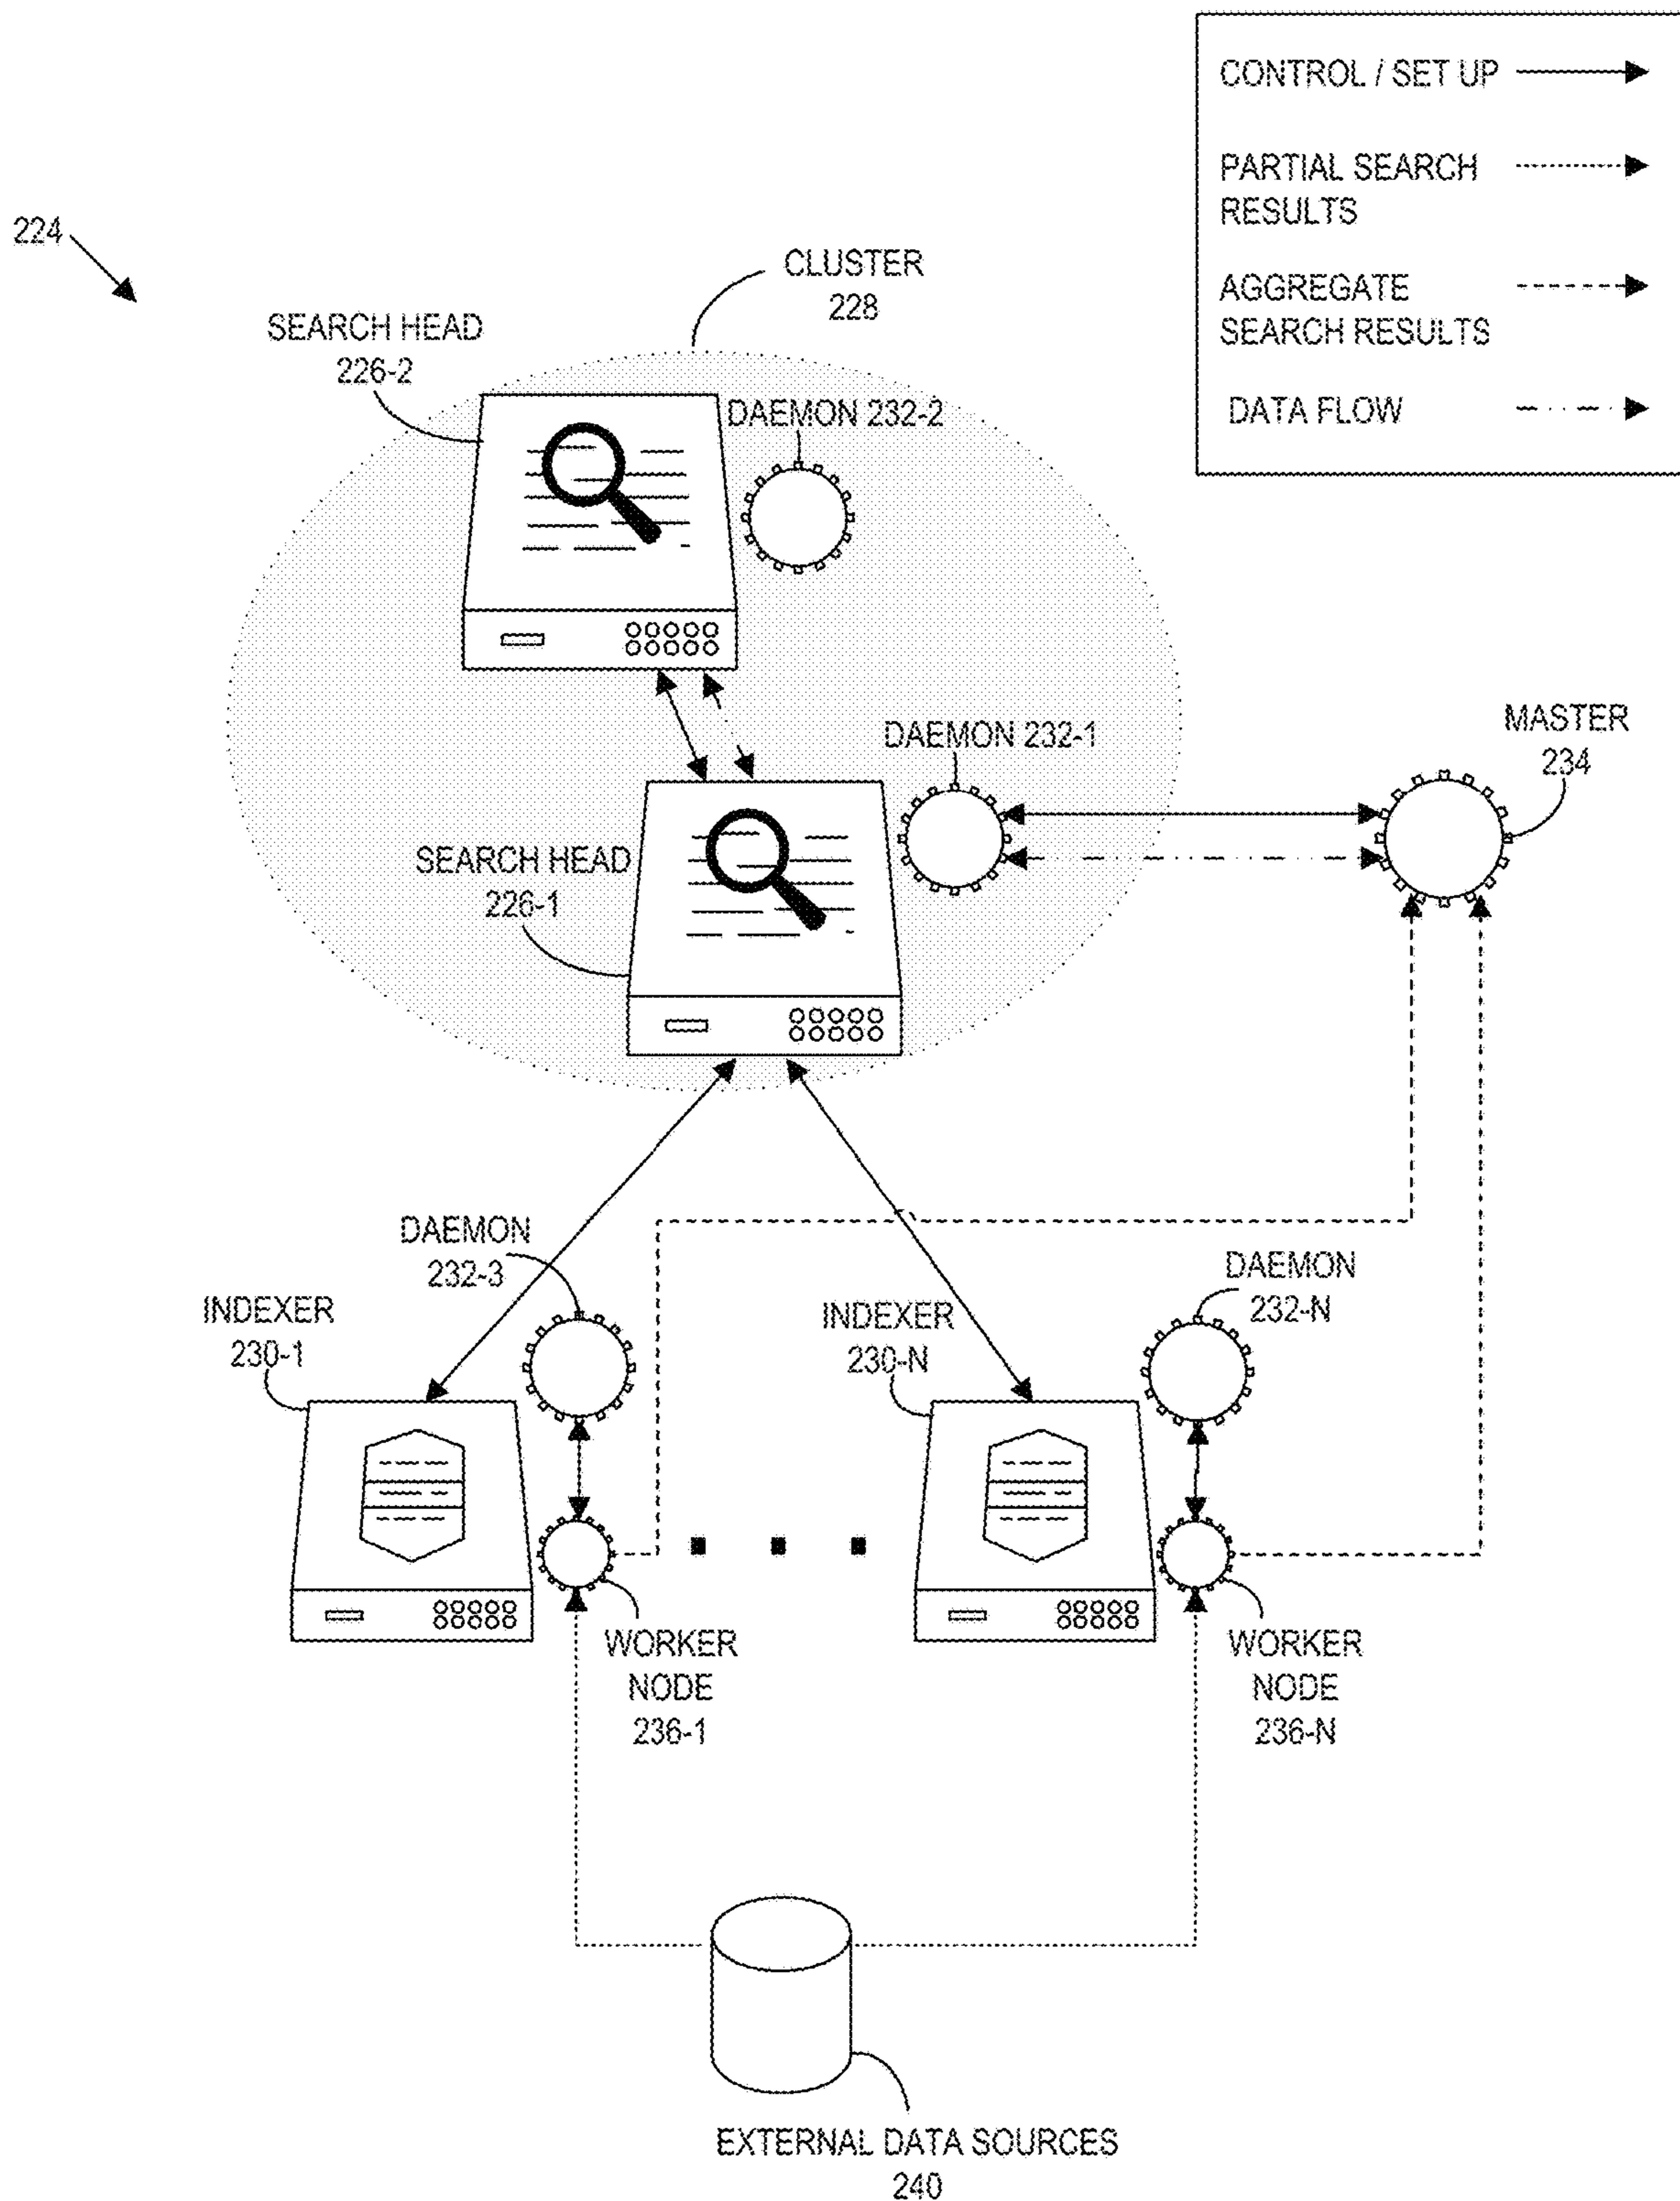 CONTROL / SET UP
PARTIAL SEARCH
RESULTS
AGGREGATE
SEARCH RESULTS
DATA FLOW
224
CLUSTER
228
SEARCH HEAD
226-2
DAEMON 232-2
DAEMON 232-1
MASTER
234
SEARCH HEAD
226-1
DAEMON
232-3
INDEXER
230-1
DAEMON
232-N
INDEXER
230-N
WORKER
NODE
236-1
WORKER
NODE
236-N
EXTERNAL DATA SOURCES
240